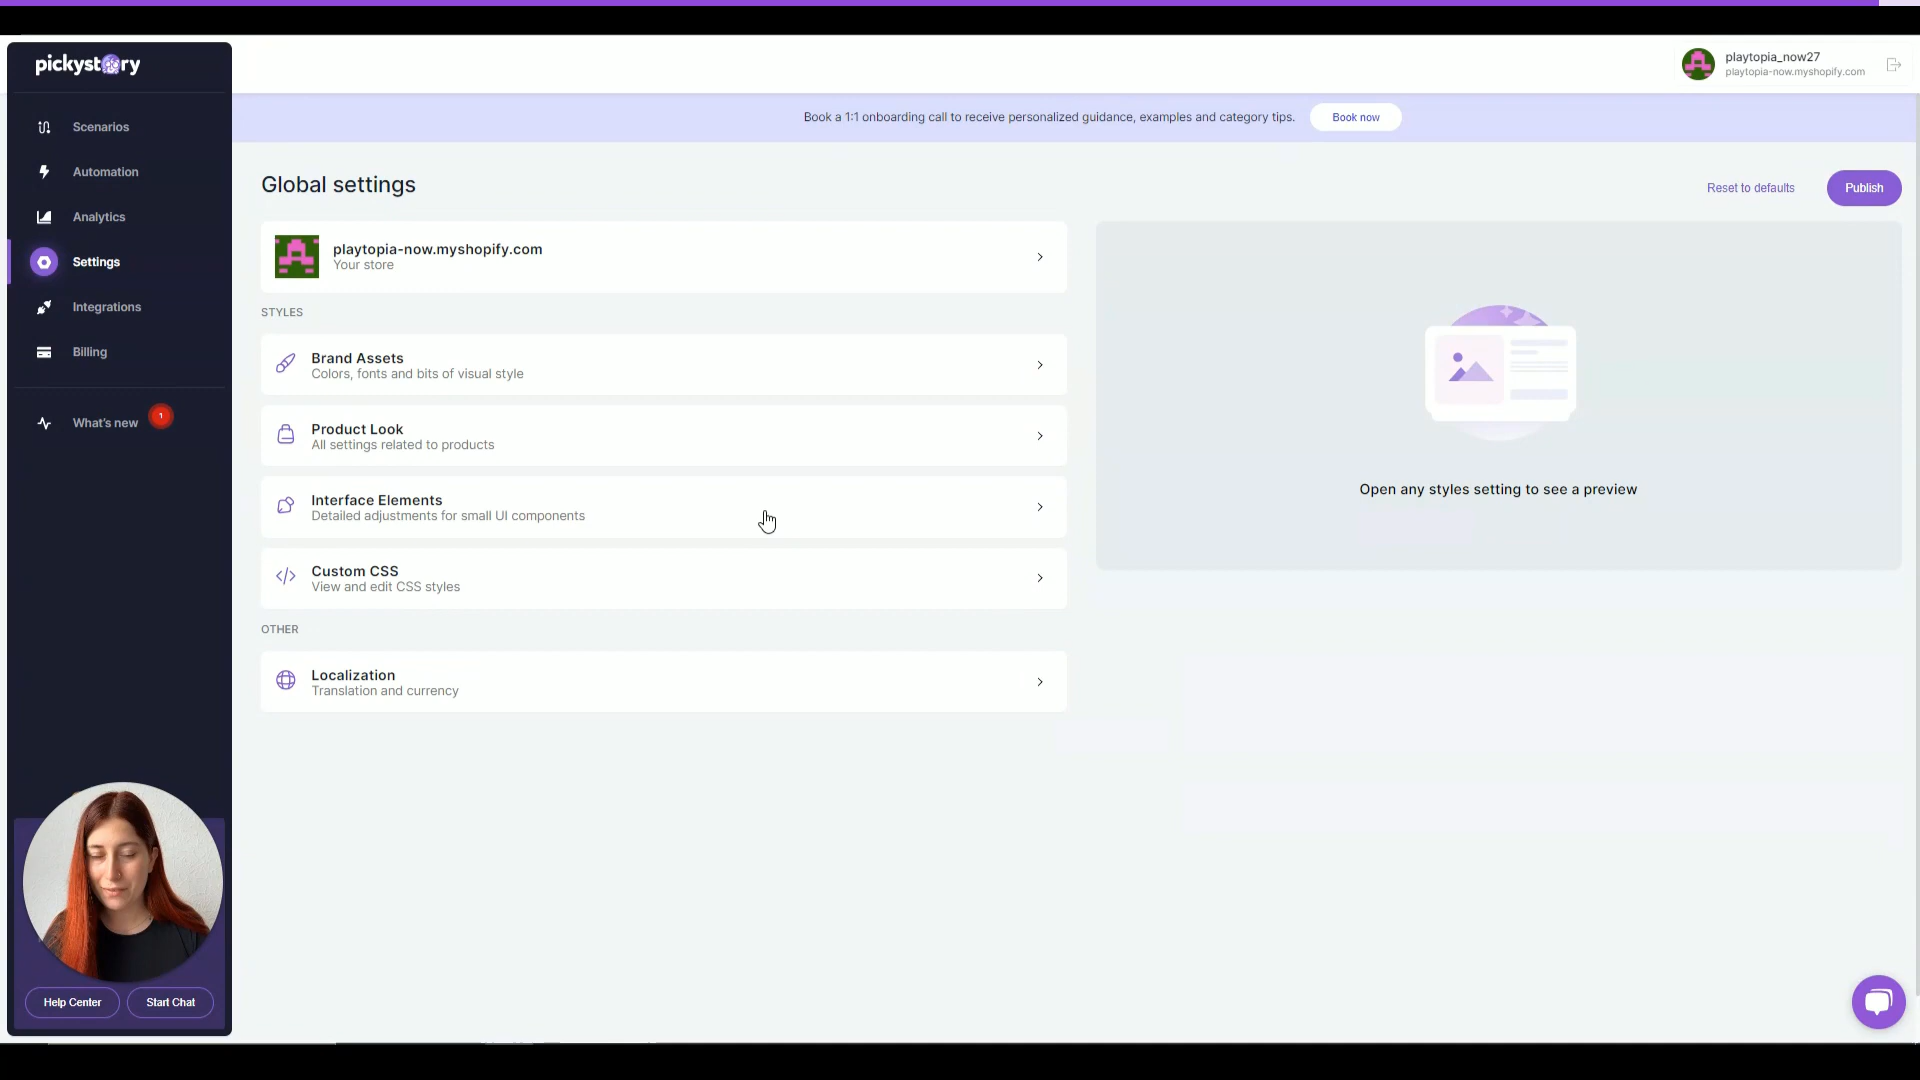 pickystory
playtopia_now27
playtopia-now.myshopify.com
Scenarios
Automation
Analytics
Settings
Integrations
Billing
What's new
1
Help Center
Start Chat
Book a 1:1 onboarding call to receive personalized guidance, examples and category tips.
Book now
Global settings
Reset to defaults
Publish
playtopia-now.myshopify.com
Your store
STYLES
Brand Assets
Colors, fonts and bits of visual style
Product Look
All settings related to products
Interface Elements
Detailed adjustments for small UI components
Custom CSS
View and edit CSS styles
OTHER
Localization
Translation and currency
Open any styles setting to see a preview